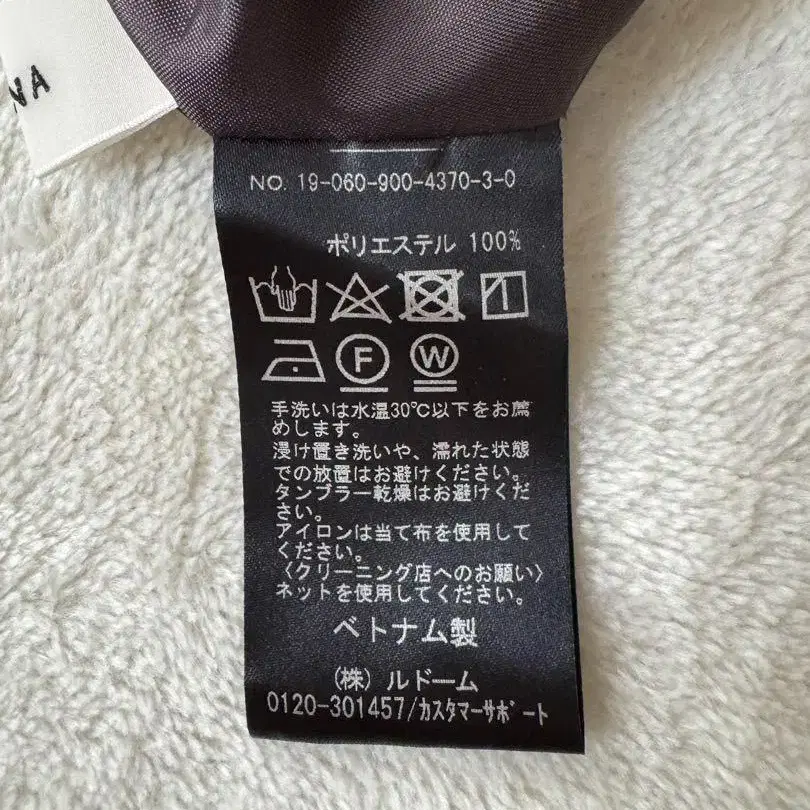 NA
NO. 19-060-900-4370-3-0
ポリエステル 100%
F
W
手洗いは水温30℃以下をお薦
めします。
浸け置き洗いや、濡れた状態
での放置はお避けください。
タンブラー乾燥はお避けくだ
さい。
アイロンは当て布を使用して
ください。
〈クリーニング店へのお願い〉
ネットを使用してください。
ベトナム製
(株) ルドーム
0120-301457/カスタマーサポート